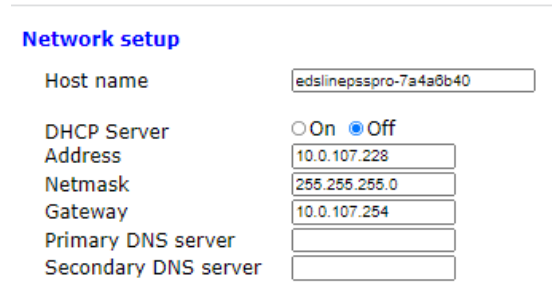 Network setup
Host name edslinepsspro-7a4a6b40
DHCP Server On Off
Address 10.0.107.228
Netmask 255.255.255.0
Gateway 10.0.107.254
Primary DNS server
Secondary DNS server